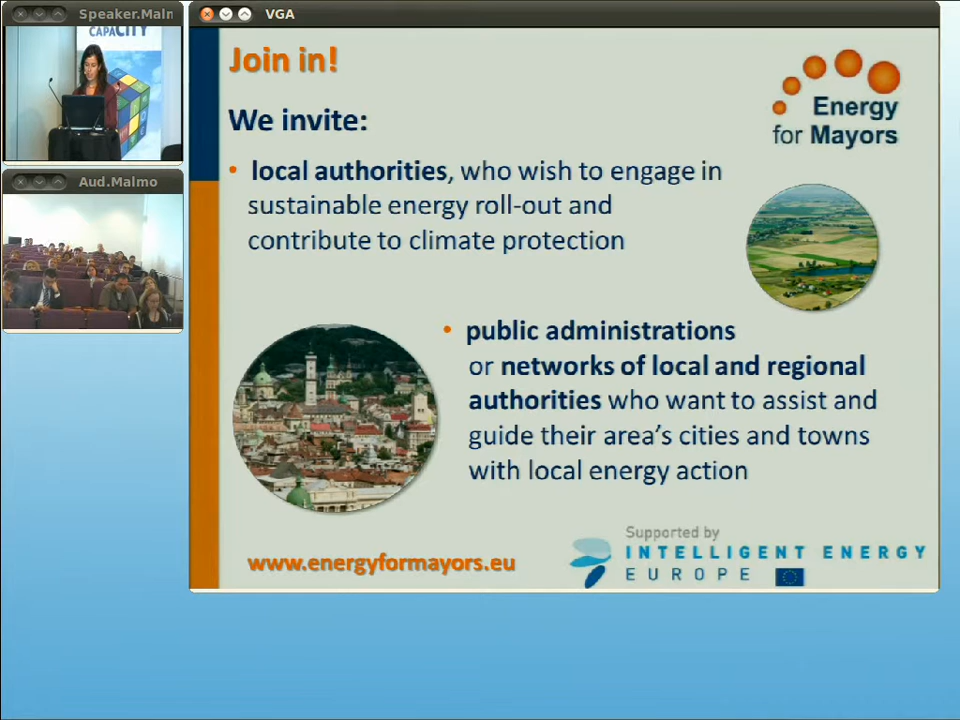 Speaker.Malm
VGA
CAPACITY
Aud.Malmo
Join in!
Energy
for Mayors
We invite:
• local authorities, who wish to engage in
sustainable energy roll-out and
contribute to climate protection
• public administrations
or networks of local and regional
authorities who want to assist and
guide their area's cities and towns
with local energy action
www.energyformayors.eu
Supported by
INTELLIGENT ENERGY
EUROPE